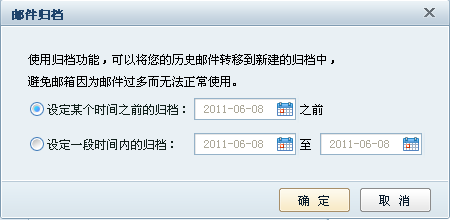 邮件归档
使用归档功能，可以将您的历史邮件转移到新建的归档中，
避免邮箱因为邮件过多而无法正常使用。
设定某个时间之前的归档： 2011-06-08 之前
设定一段时间内的归档： 2011-06-08 至 2011-06-08
确 定 取 消